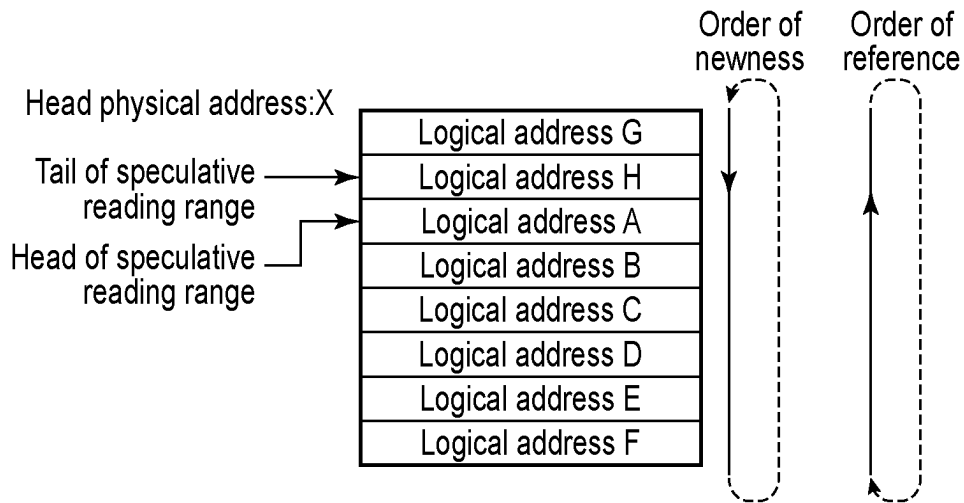 Order of
newness
Order of
reference
Head physical address:X
Logical address G
Tail of speculative
reading range
Logical address H
Logical address A
Head of speculative
reading range
Logical address B
Logical address C
Logical address D
Logical address E
Logical address F